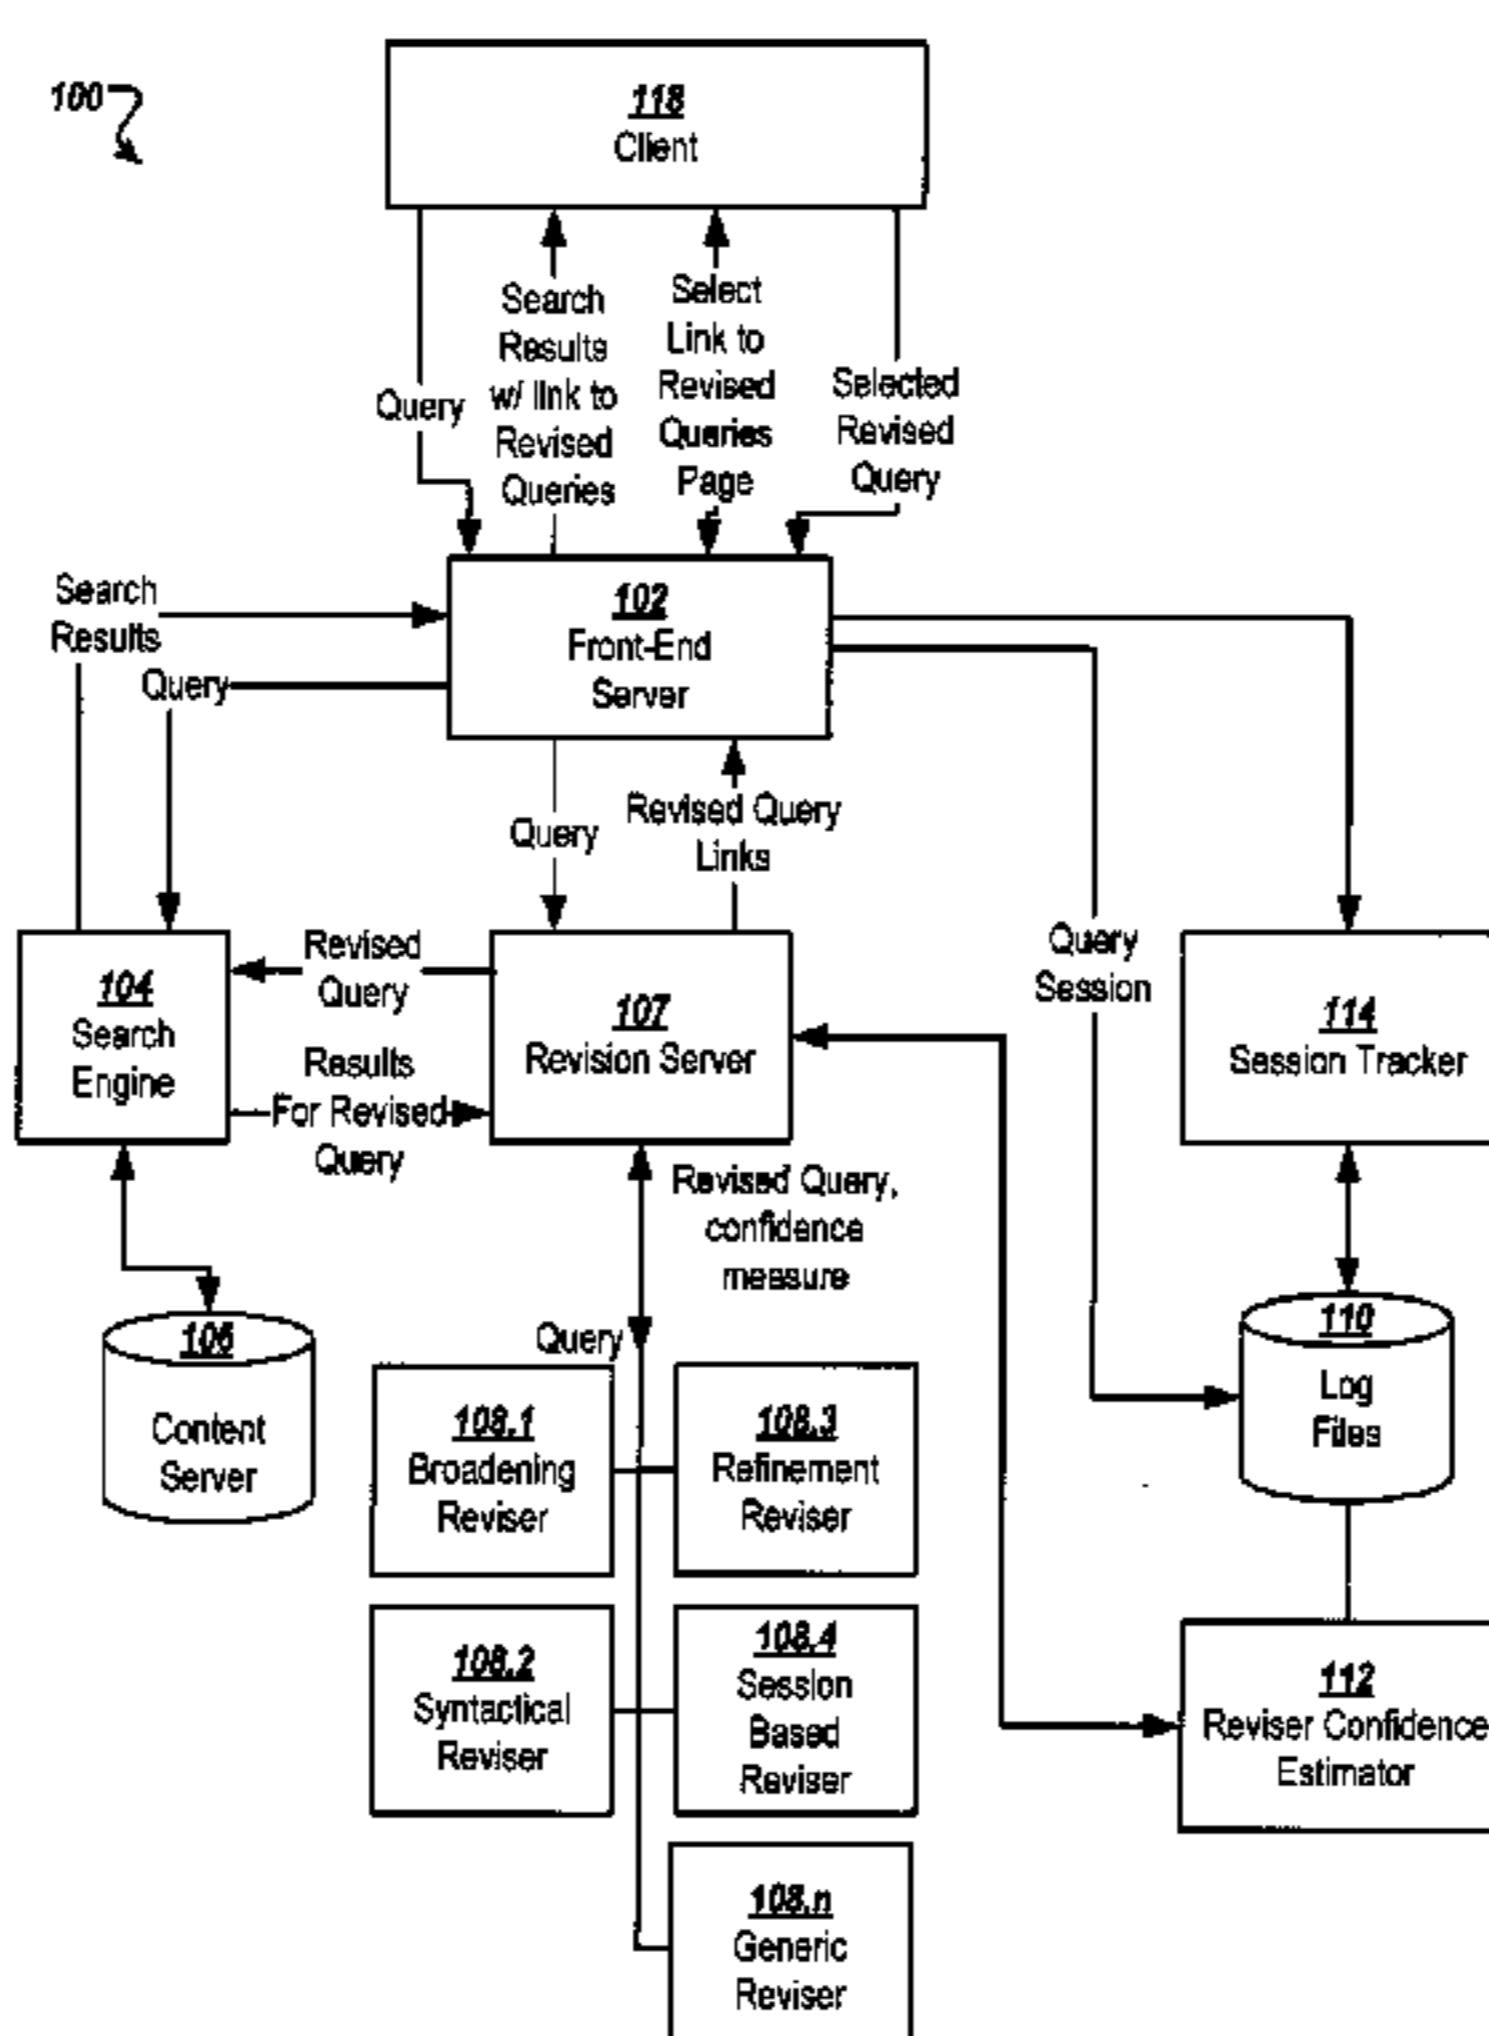 100
118
Client
Query
Search
Results
w/ link to
Revised
Queries
Select
Link to
Revised
Queries
Page
Selected
Revised
Query
Search
Results
Query
102
Front-End
Server
Query
Revised Query
Links
Query
Session
104
Search
Engine
Revised
Query
Results
For Revised
Query
107
Revision Server
114
Session Tracker
Revised Query,
confidence
measure
Query
106
Content
Server
110
Log
Files
108.1
Broadening
Reviser
108.3
Refinement
Reviser
108.2
Syntactical
Reviser
108.4
Session
Based
Reviser
112
Reviser Confidence
Estimator
108.n
Generic
Reviser